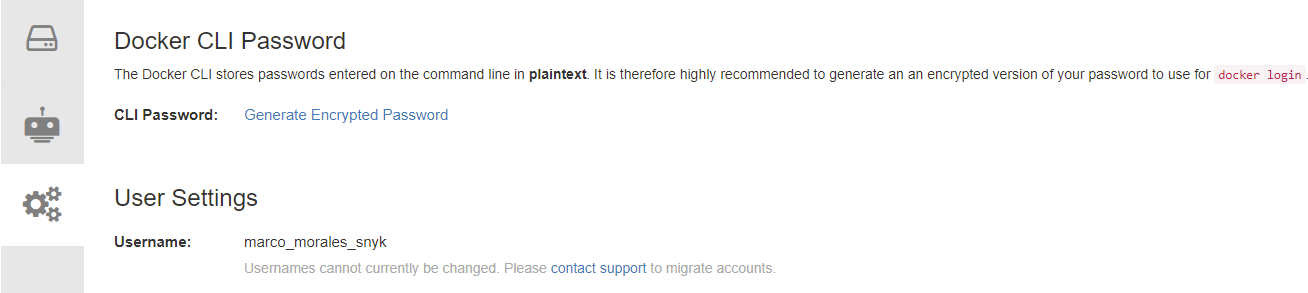 Docker CLI Password
The Docker CLI stores passwords entered on the command line in plaintext. It is therefore highly recommended to generate an an encrypted version of your password to use for docker login.
CLI Password: Generate Encrypted Password
User Settings
Username: marco_morales_snyk
Usernames cannot currently be changed. Please contact support to migrate accounts.